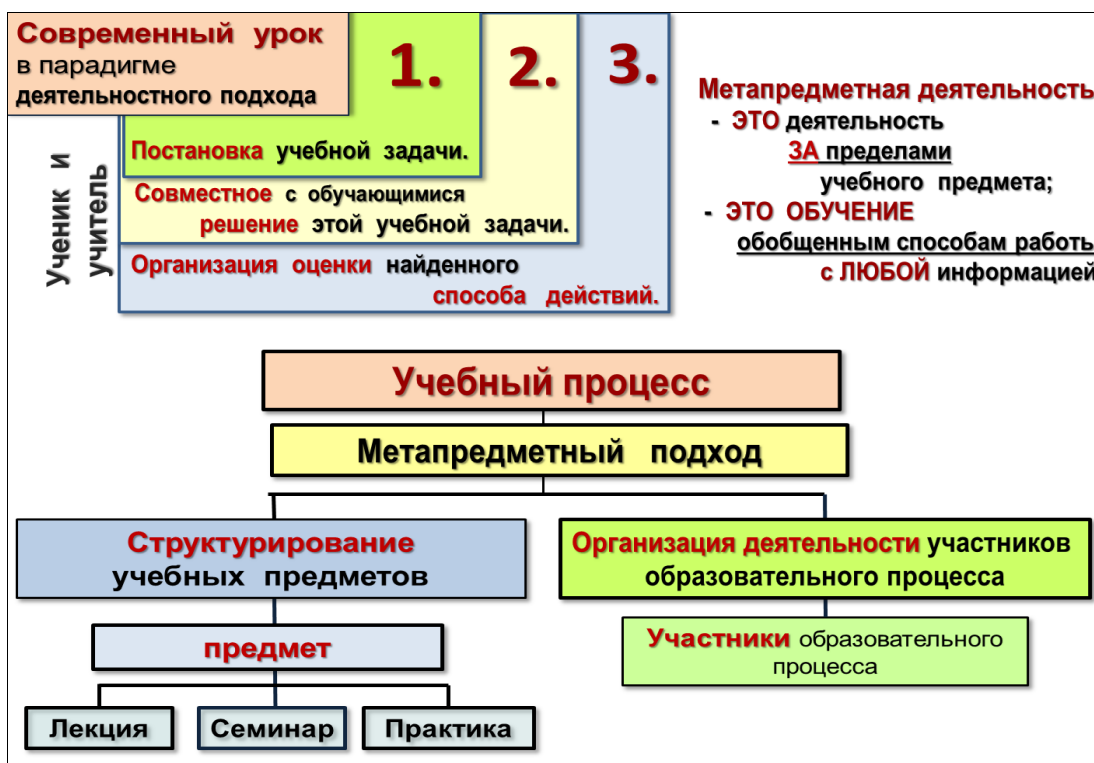 Современный урок
в парадигме
деятельностного подхода
1.
2.
3.
Ученик и
учитель
Постановка учебной задачи.
Совместное с обучающимися
решение этой учебной задачи.
Организация оценки найденного
способа действий.
Метапредметная деятельность
- ЭТО деятельность
ЗА пределами
учебного предмета;
- ЭТО ОБУЧЕНИЕ
обобщенным способам работы
с ЛЮБОЙ информацией
Учебный процесс
Метапредметный подход
Структурирование
учебных предметов
Организация деятельности участников
образовательного процесса
предмет
Участники образовательного
процесса
Лекция
Семинар
Практика